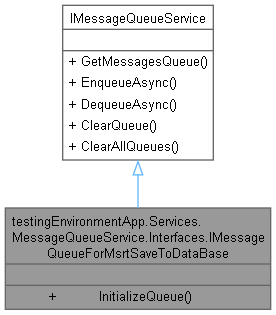 IMessageQueueService
+ GetMessagesQueue()
+ EnqueueAsync()
+ DequeueAsync()
+ ClearQueue()
+ ClearAllQueues()
testingEnvironmentApp.Services.
MessageQueueService.Interfaces.IMessage
QueueForMsrtSaveToDataBase
+ InitializeQueue()